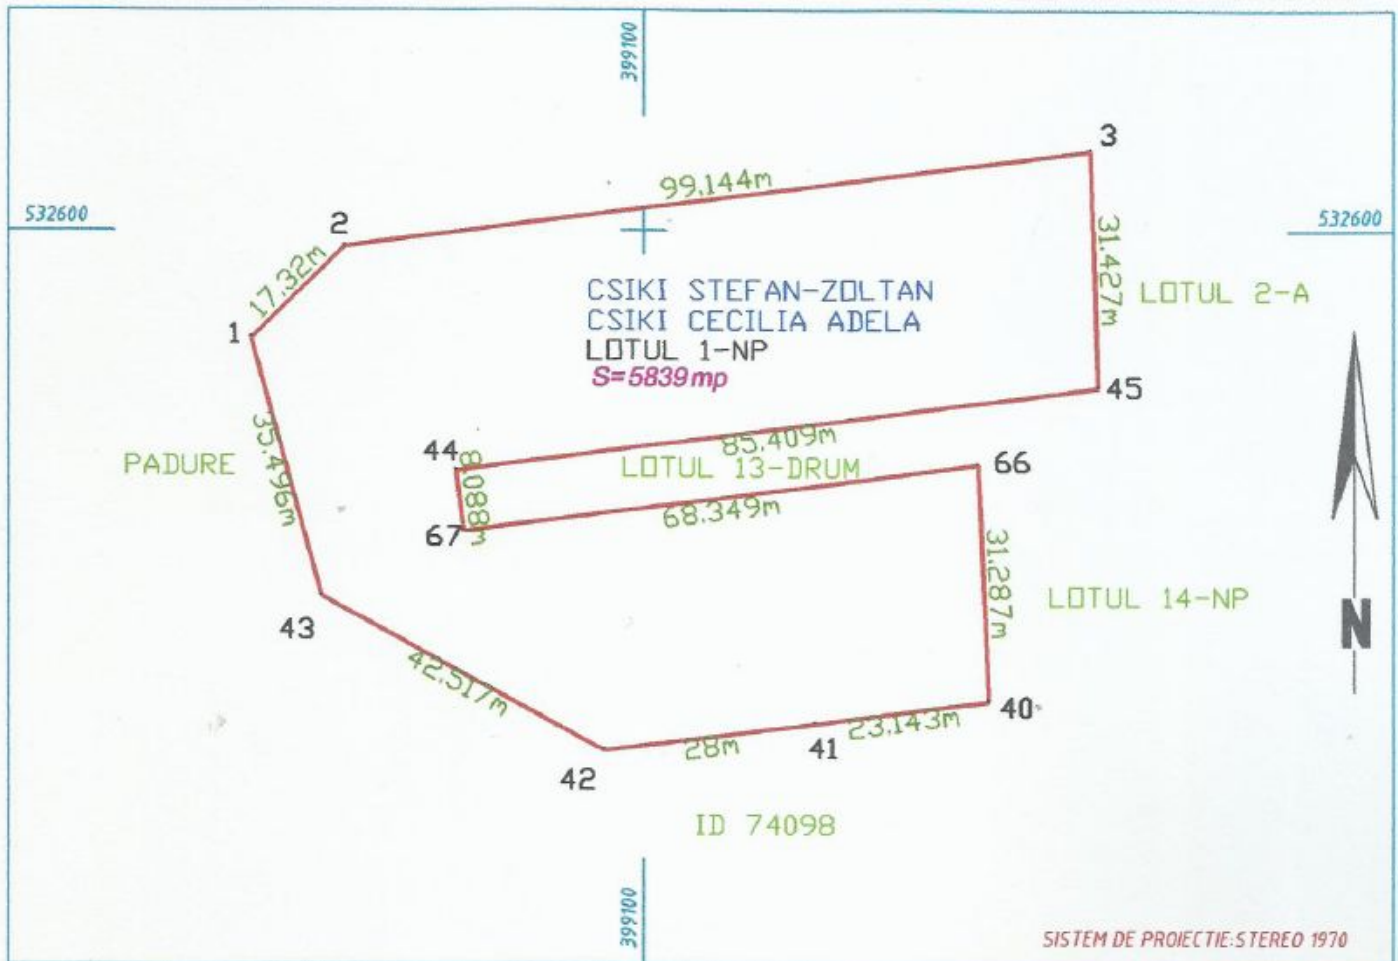 399100
3
99,144m
532600
2
532600
17,32m
31,427m
CSIKI STEFAN-ZOLTAN
LOTUL 2-A
CSIKI CECILIA ADELA
1
LOTUL 1-NP
S=5839mp
45
35,496m
44
85,409m
PADURE
8,088m
LOTUL 13-DRUM
66
68,349m
67
31,287m
LOTUL 14-NP
43
N
42,517m
40
23,143m
28m
41
42
ID 74098
399100
SISTEM DE PROIECTIE:STEREO 1970